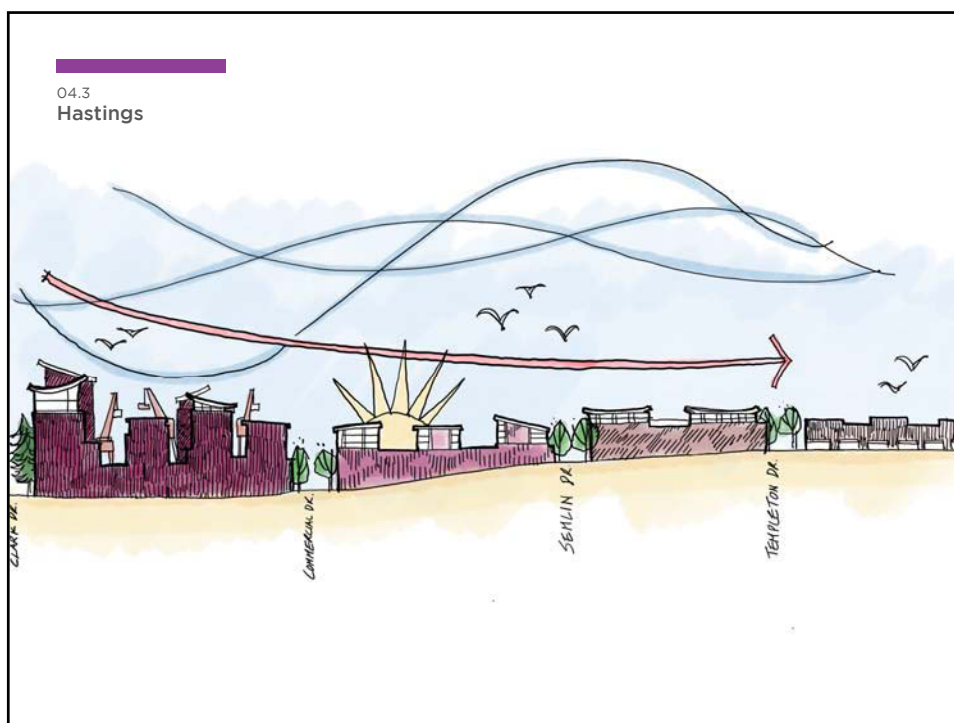 04.3
Hastings
CLARK DR.
COMMERCIAL DR.
SEMLIN DR
TEMPLETON DR.